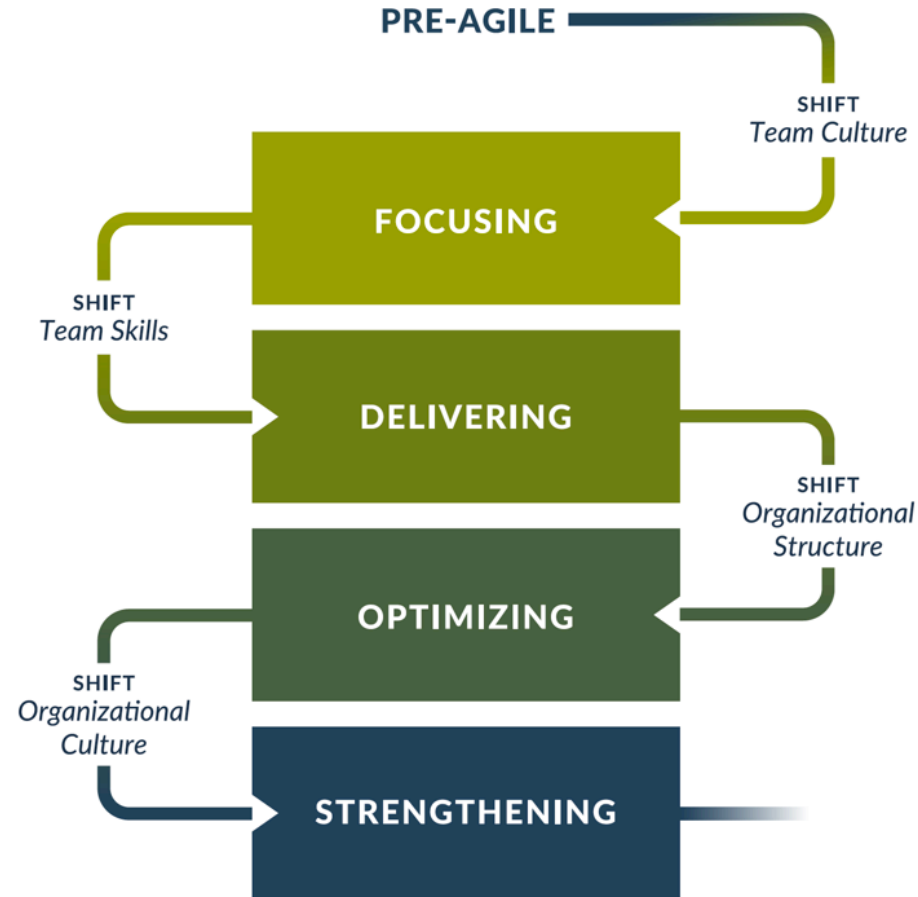 PRE-AGILE
SHIFT
Team Culture
FOCUSING
SHIFT
Team Skills
DELIVERING
SHIFT
Organizational
Structure
OPTIMIZING
SHIFT
Organizational
Culture
STRENGTHENING